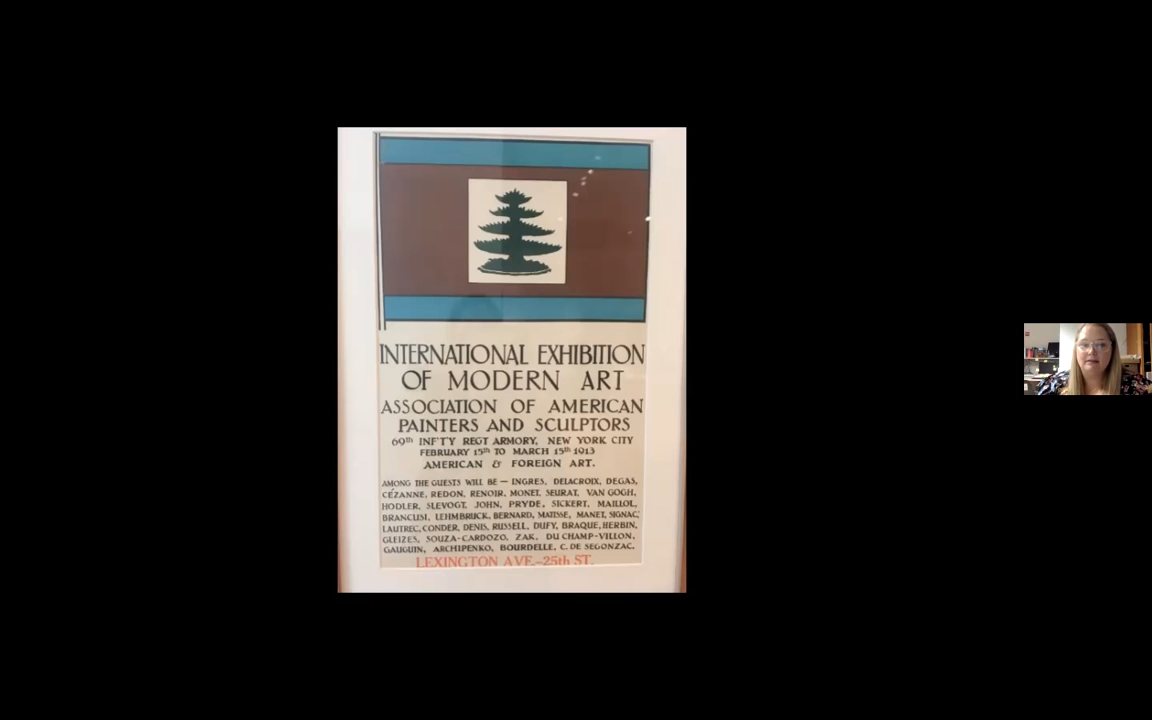 INTERNATIONAL EXHIBITION
OF MODERN ART
ASSOCIATION OF AMERICAN
PAINTERS AND SCULPTORS
69th INF'TY REGT ARMORY, NEW YORK CITY
FEBRUARY 15th TO MARCH 15th 1913
AMERICAN & FOREIGN ART.
AMONG THE GUESTS WILL BE — INGRES, DELACROIX, DEGAS,
CÉZANNE, REDON, RENOIR, MONET, SEURAT, VAN GOGH,
HODLER, SLEVOGT, JOHN, PRYDE, SICKERT, MAILLOL,
BRANCUSI, LEHMBRUCK, BERNARD, MATISSE, MANET, SIGNAC,
LAUTREC, CONDER, DENIS, RUSSELL, DUFY, BRAQUE, HERBIN,
GLEIZES, SOUZA-CARDOZO, ZAK, DU CHAMP-VILLON,
GAUGUIN, ARCHIPENKO, BOURDELLE, C. DE SEGONZAC.
LEXINGTON AVE.–25th ST.